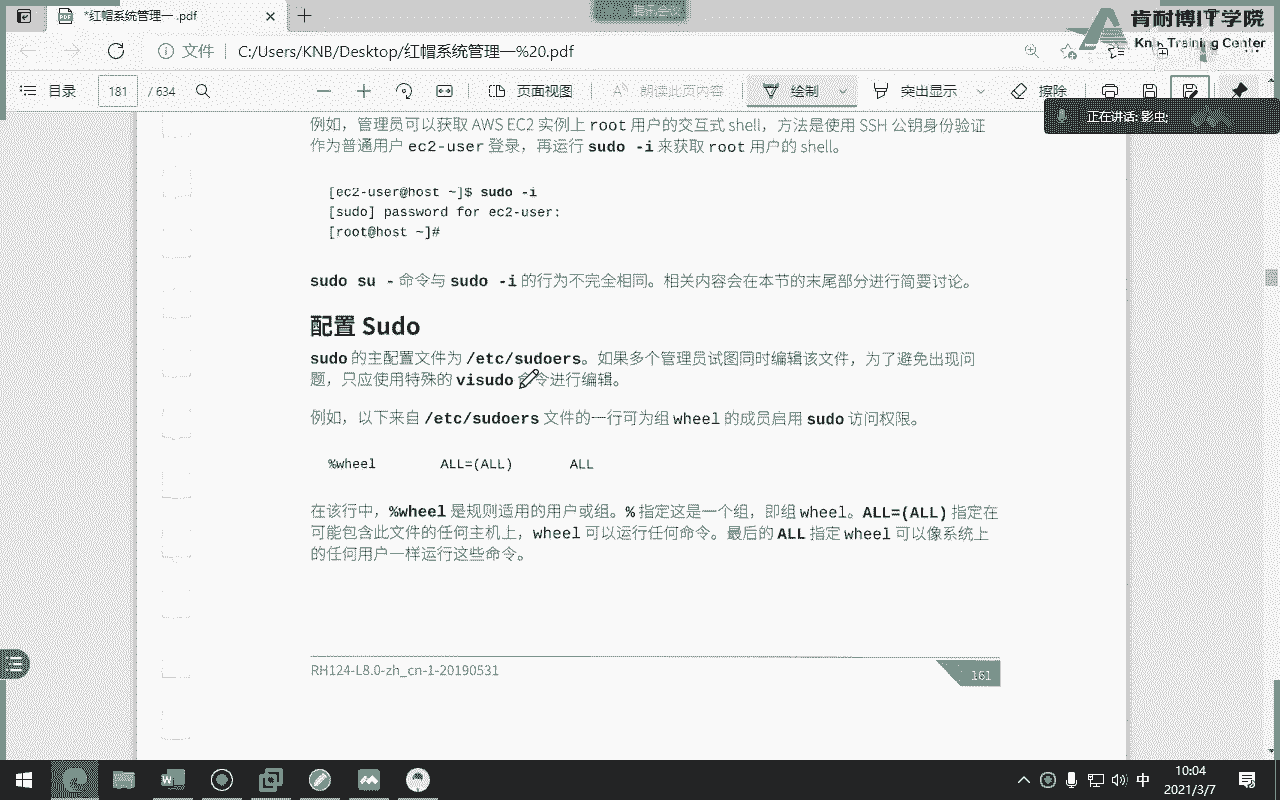 *红帽系统管理一 .pdf
肯耐博IT学院
KnB Training Center
文件
C:/Users/KNB/Desktop/红帽系统管理一%20.pdf
目录
181
/ 634
页面视图
朗读此页内容
绘制
突出显示
擦除
正在讲话: 影虫;
例如，管理员可以获取 AWS EC2 实例上 root 用户的交互式 shell，方法是使用 SSH 公钥身份验证
作为普通用户 ec2-user 登录，再运行 sudo -i 来获取 root 用户的 shell。
[ec2-user@host ~]$ sudo -i
[sudo] password for ec2-user:
[root@host ~]#
sudo su - 命令与 sudo -i 的行为不完全相同。相关内容会在本节的末尾部分进行简要讨论。
配置 Sudo
sudo 的主配置文件为 /etc/sudoers。如果多个管理员试图同时编辑该文件，为了避免出现问
题，只应使用特殊的 visudo 命令进行编辑。
例如，以下来自 /etc/sudoers 文件的一行可为组 wheel 的成员启用 sudo 访问权限。
%wheel ALL=(ALL) ALL
在该行中，%wheel 是规则适用的用户或组。% 指定这是一个组，即组 wheel。ALL=(ALL) 指定在
可能包含此文件的任何主机上，wheel 可以运行任何命令。最后的 ALL 指定 wheel 可以像系统上
的任何用户一样运行这些命令。
RH124-L8.0-zh_cn-1-20190531
161
中
10:04
2021/3/7